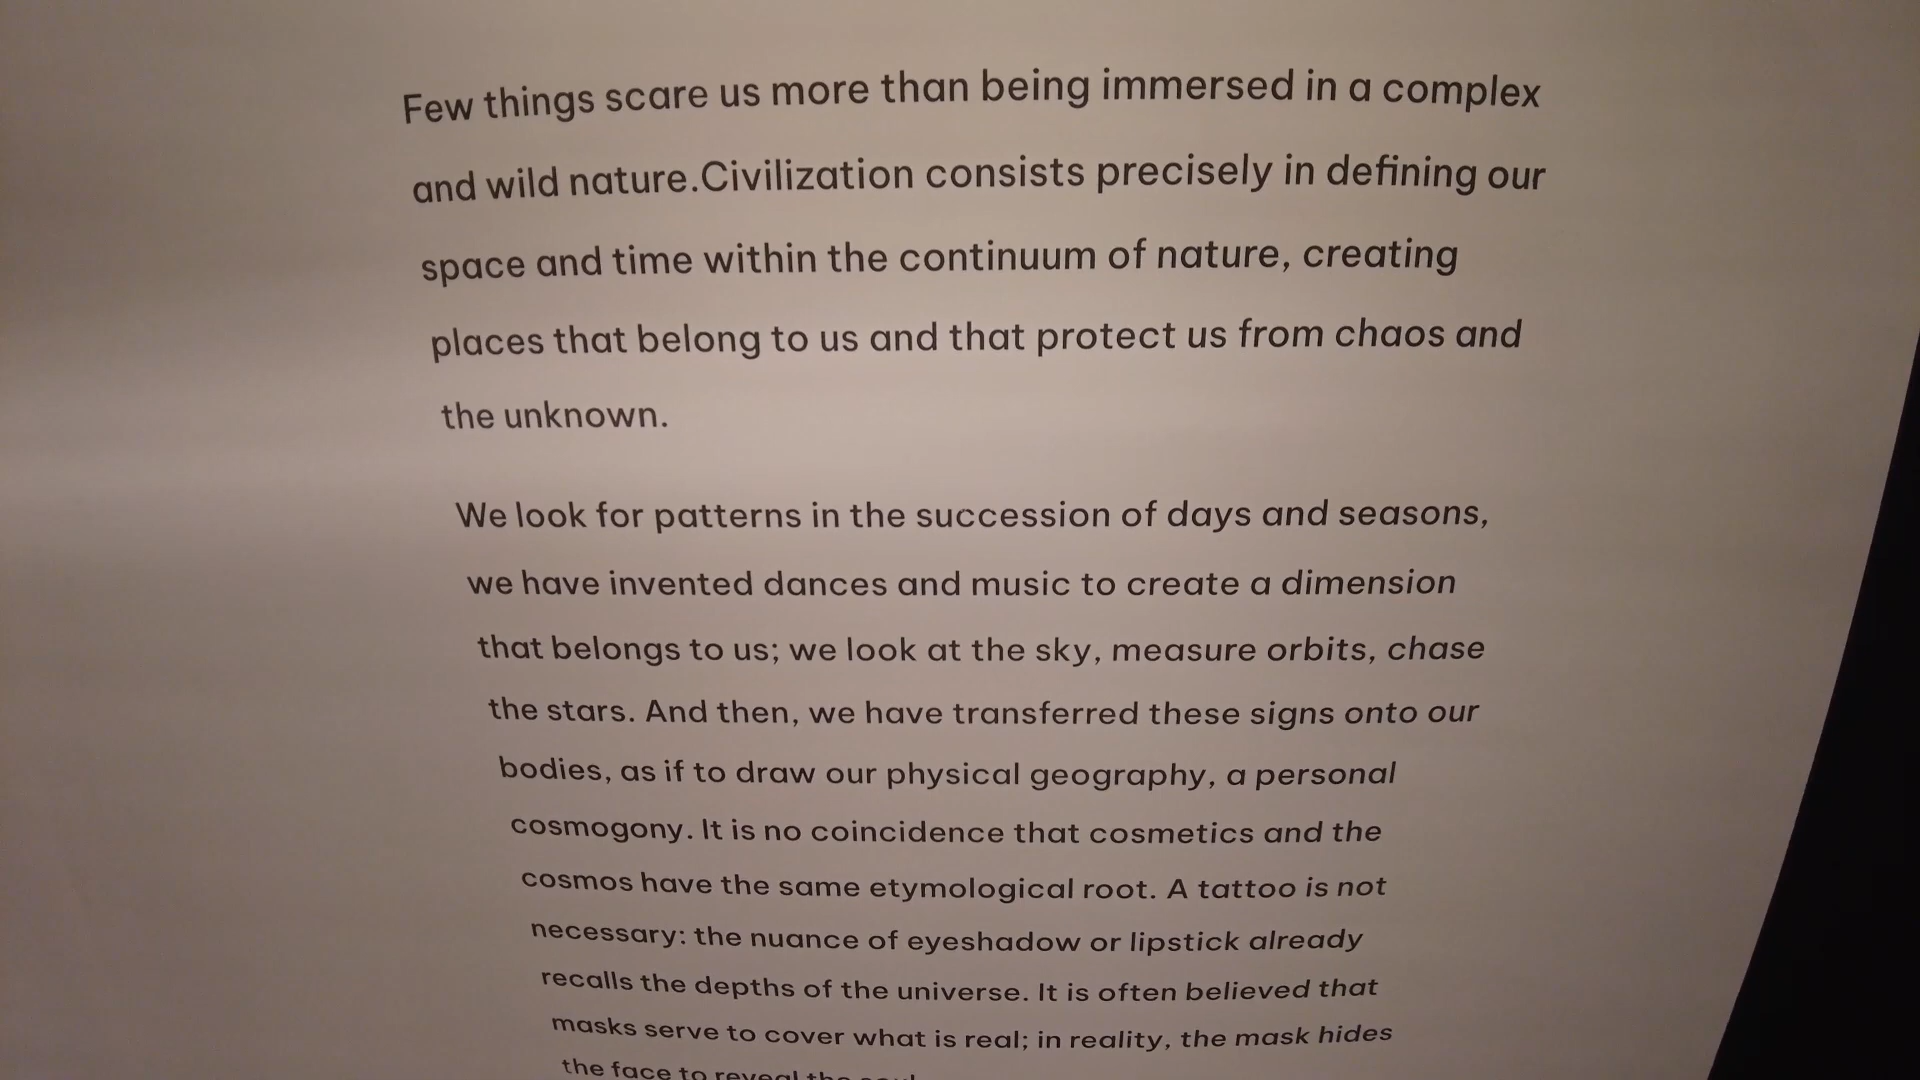 Few things scare us more than being immersed in a complex
and wild nature.Civilization consists precisely in defining our
space and time within the continuum of nature, creating
places that belong to us and that protect us from chaos and
the unknown.
We look for patterns in the succession of days and seasons,
we have invented dances and music to create a dimension
that belongs to us; we look at the sky, measure orbits, chase
the stars. And then, we have transferred these signs onto our
bodies, as if to draw our physical geography, a personal
cosmogony. It is no coincidence that cosmetics and the
cosmos have the same etymological root. A tattoo is not
necessary: the nuance of eyeshadow or lipstick already
recalls the depths of the universe. It is often believed that
masks serve to cover what is real; in reality, the mask hides
the face to reveal the